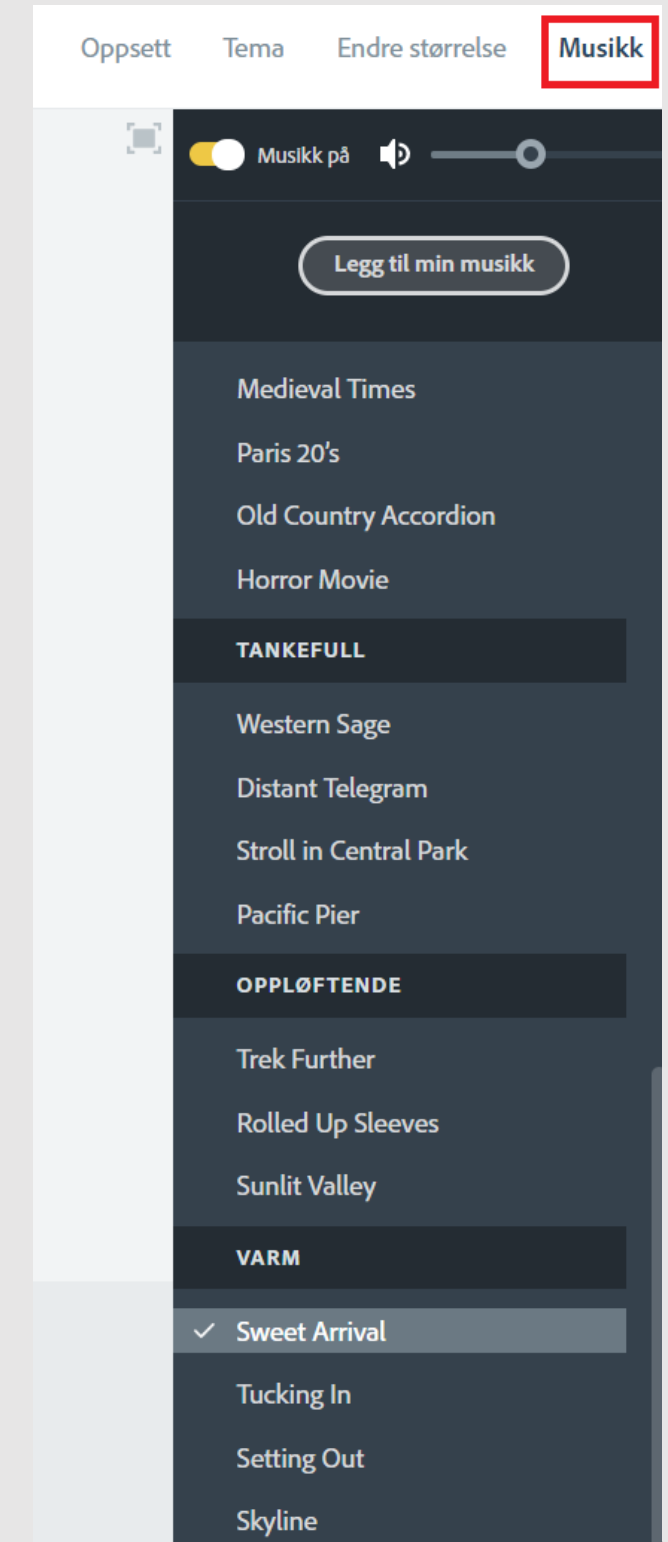 Oppsett Tema Endre størrelse Musikk
Musikk på
Legg til min musikk
Medieval Times
Paris 20's
Old Country Accordion
Horror Movie
TANKEFULL
Western Sage
Distant Telegram
Stroll in Central Park
Pacific Pier
OPPLØFTENDE
Trek Further
Rolled Up Sleeves
Sunlit Valley
VARM
Sweet Arrival
Tucking In
Setting Out
Skyline